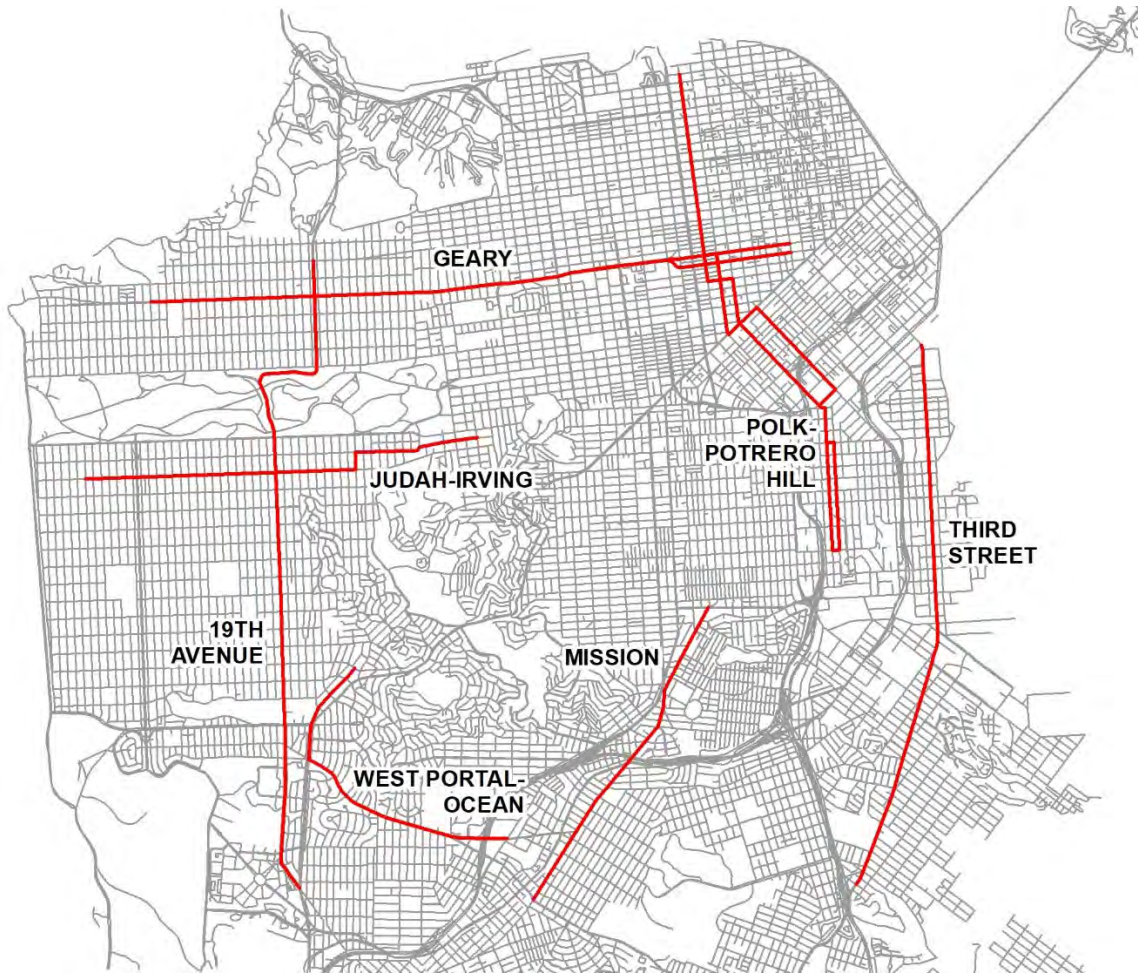 GEARY
POLK-
POTRERO
HILL
JUDAH-IRVING
THIRD
STREET
19TH
AVENUE
MISSION
WEST PORTAL-
OCEAN